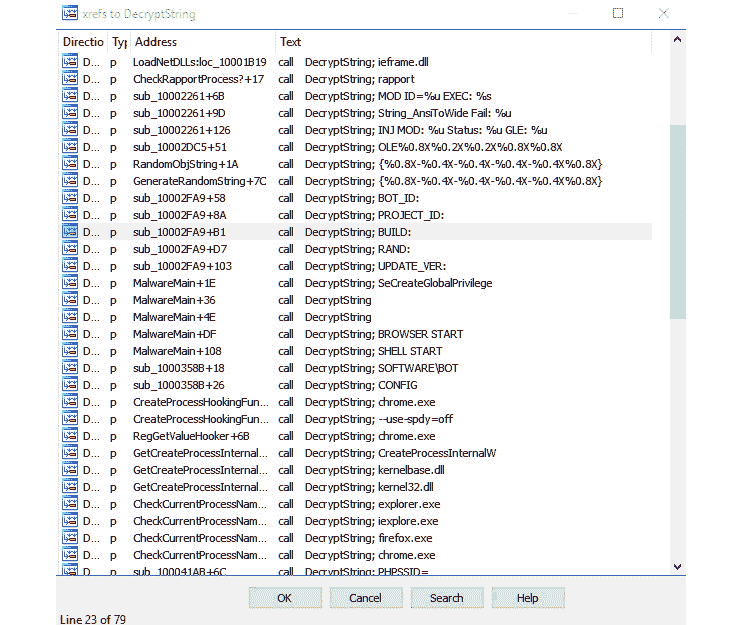 xrefs to DecryptString
Directio Typ Address Text
D... p LoadNetDLLs:loc_10001B19 call DecryptString; ieframe.dll
D... p CheckRapportProcess?+17 call DecryptString; rapport
D... p sub_10002261+6B call DecryptString; MOD ID=%u EXEC: %s
D... p sub_10002261+9D call DecryptString; String_AnsiToWide Fail: %u
D... p sub_10002261+126 call DecryptString; INJ MOD: %u Status: %u GLE: %u
D... p sub_10002DC5+51 call DecryptString; OLE%0.8X%0.2X%0.2X%0.8X%0.8X
D... p RandomObjString+1A call DecryptString; {%0.8X-%0.4X-%0.4X-%0.4X-%0.4X%0.8X}
D... p GenerateRandomString+7C call DecryptString; {%0.8X-%0.4X-%0.4X-%0.4X-%0.4X%0.8X}
D... p sub_10002FA9+58 call DecryptString; BOT_ID:
D... p sub_10002FA9+8A call DecryptString; PROJECT_ID:
D... p sub_10002FA9+B1 call DecryptString; BUILD:
D... p sub_10002FA9+D7 call DecryptString; RAND:
D... p sub_10002FA9+103 call DecryptString; UPDATE_VER:
D... p MalwareMain+1E call DecryptString; SeCreateGlobalPrivilege
D... p MalwareMain+36 call DecryptString
D... p MalwareMain+4E call DecryptString
D... p MalwareMain+DF call DecryptString; BROWSER START
D... p MalwareMain+108 call DecryptString; SHELL START
D... p sub_1000358B+18 call DecryptString; SOFTWARE\BOT
D... p sub_1000358B+26 call DecryptString; CONFIG
D... p CreateProcessHookingFun... call DecryptString; chrome.exe
D... p CreateProcessHookingFun... call DecryptString; --use-spdy=off
D... p RegGetValueHooker+6B call DecryptString; chrome.exe
D... p GetCreateProcessInternal... call DecryptString; CreateProcessInternalW
D... p GetCreateProcessInternal... call DecryptString; kernelbase.dll
D... p GetCreateProcessInternal... call DecryptString; kernel32.dll
D... p CheckCurrentProcessNam... call DecryptString; explorer.exe
D... p CheckCurrentProcessNam... call DecryptString; iexplore.exe
D... p CheckCurrentProcessNam... call DecryptString; firefox.exe
D... p CheckCurrentProcessNam... call DecryptString; chrome.exe
D... p sub_100041AB+6C call DecryptString; PHPSSID=
OK Cancel Search Help
Line 23 of 79